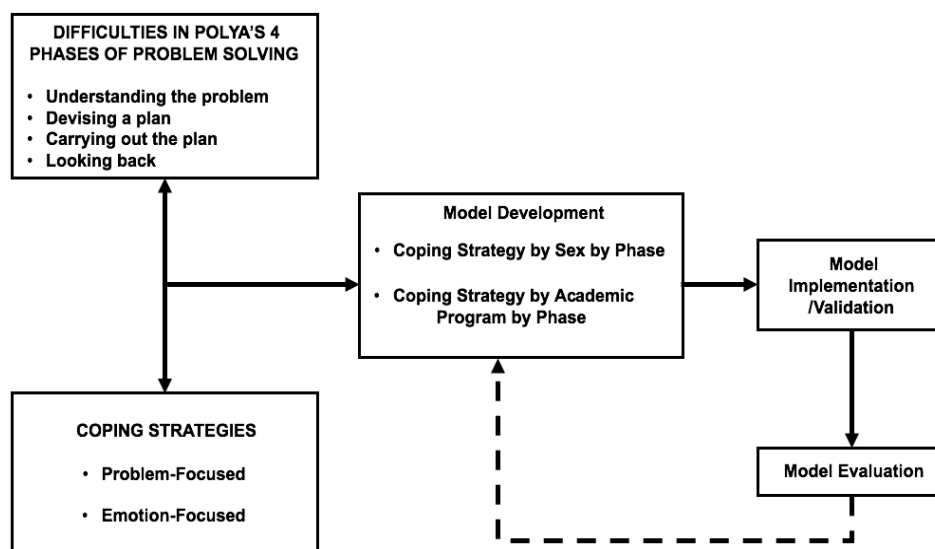 DIFFICULTIES IN POLYA'S 4
PHASES OF PROBLEM SOLVING
• Understanding the problem
• Devising a plan
• Carrying out the plan
• Looking back
Model Development
• Coping Strategy by Sex by Phase
• Coping Strategy by Academic
Program by Phase
Model
Implementation
/Validation
COPING STRATEGIES
• Problem-Focused
• Emotion-Focused
Model Evaluation